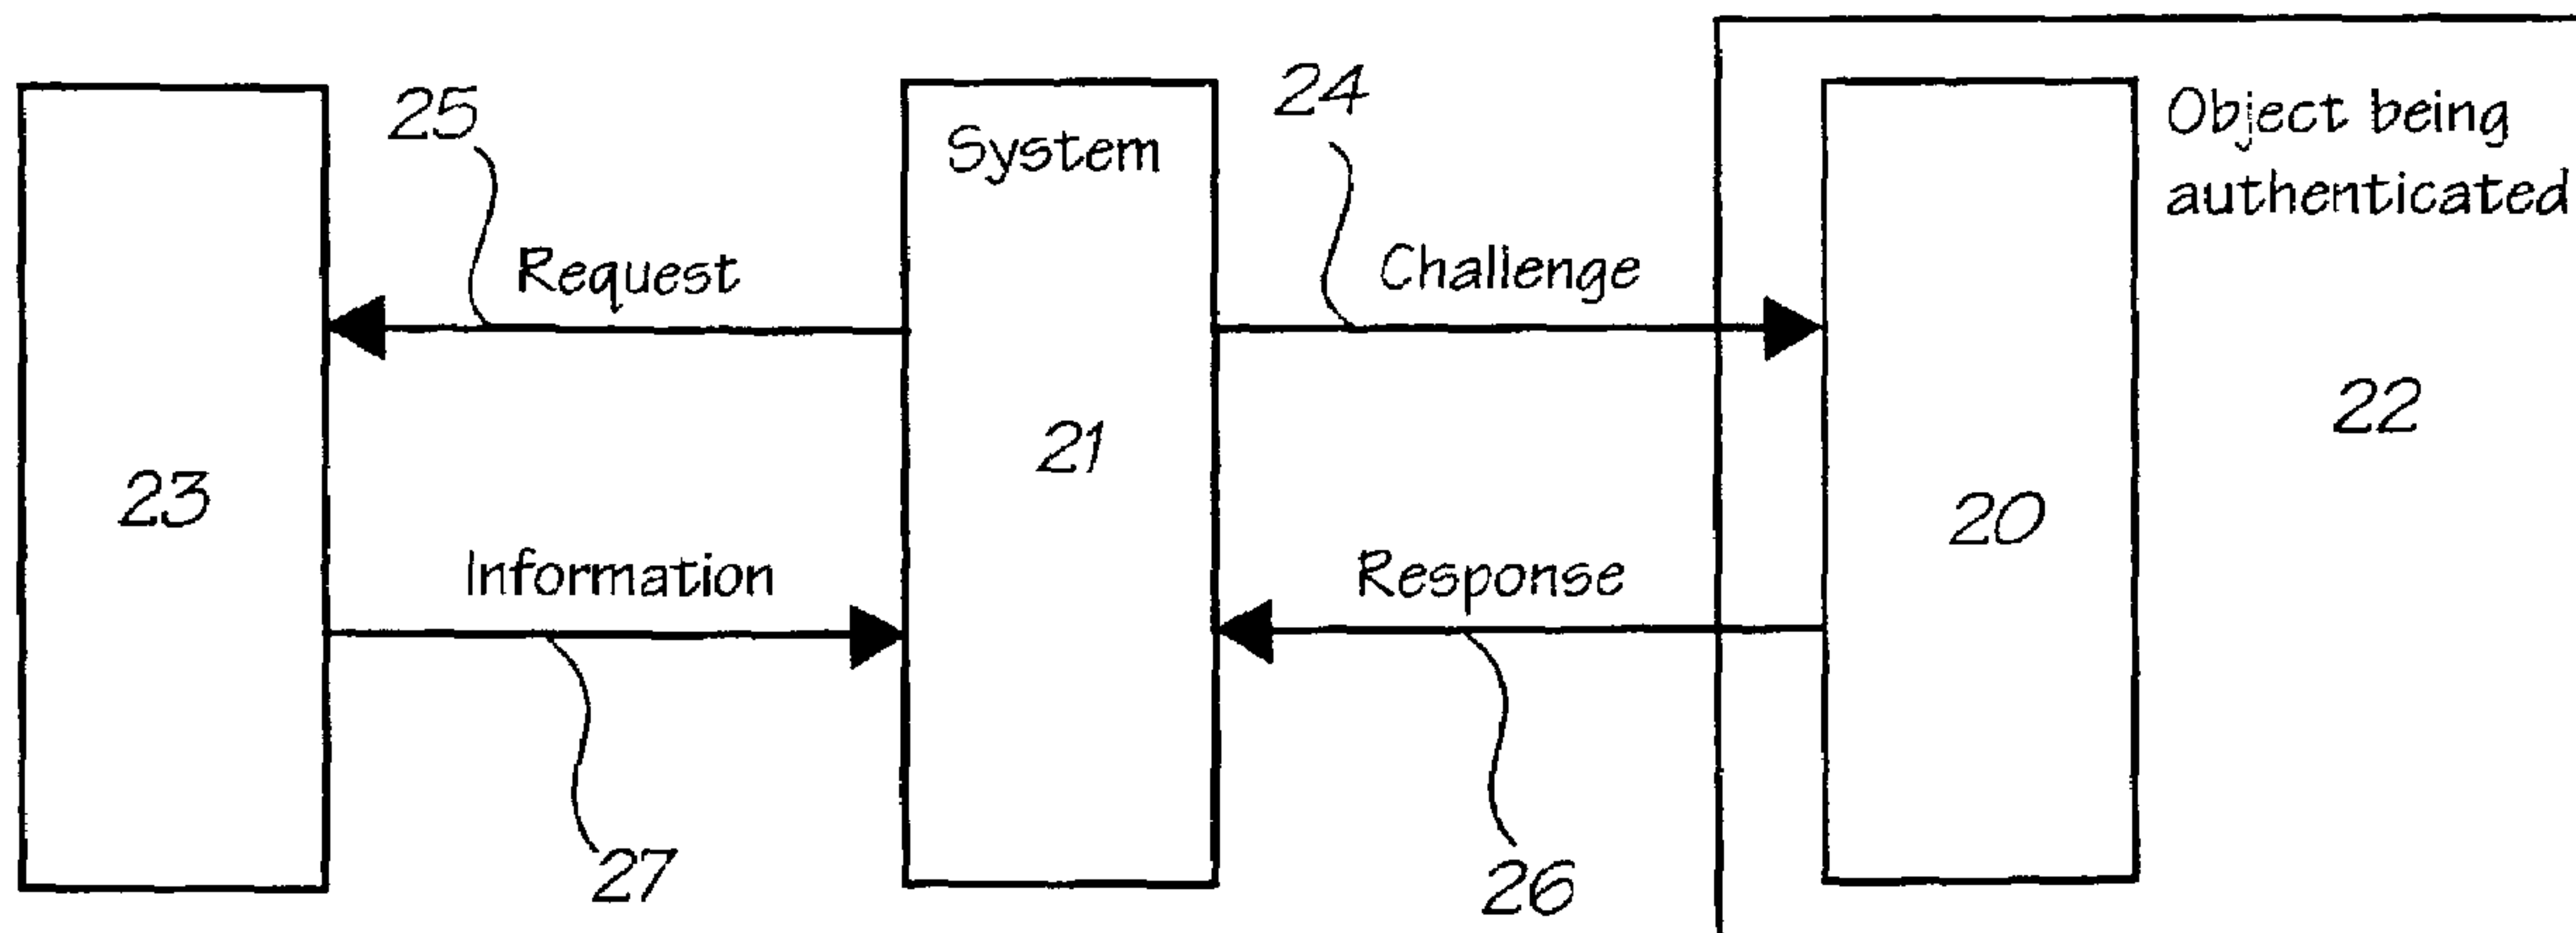 25
24
System
Object being
authenticated
Request
Challenge
22
21
23
20
Information
Response
27
26